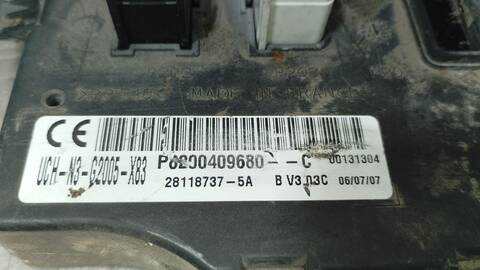 MADE IN FRANCE
CE
UCH-N3-G2005-X83
P8200409680--C
00131304
28118737-5A
B V3.03C
06/07/07